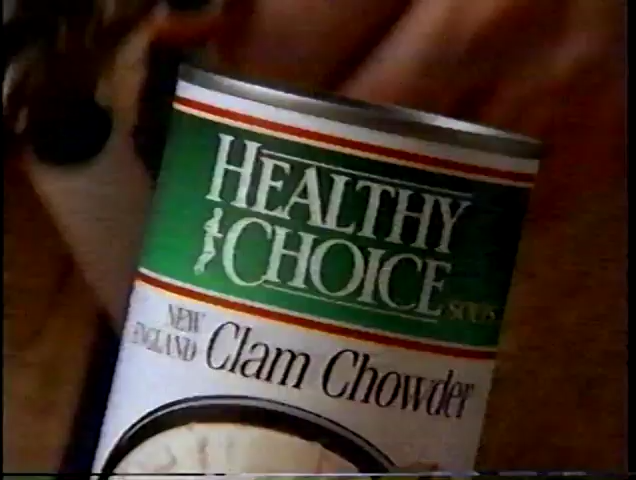 HEALTHY
CHOICE
SOUPS
NEW
ENGLAND
Clam Chowder